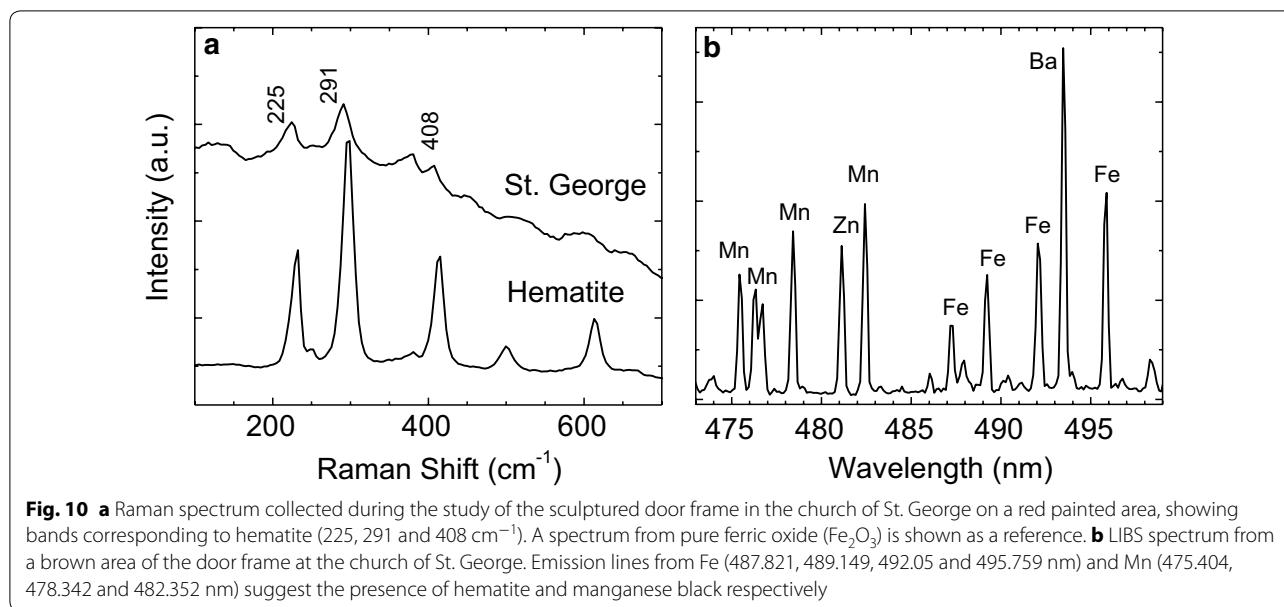 a
225
291
408
St. George
Hematite
Intensity (a.u.)
200
400
600
Raman Shift (cm⁻¹)
b
Mn
Mn
Mn
Zn
Mn
Fe
Fe
Fe
Ba
Fe
475
480
485
490
495
Wavelength (nm)
Fig. 10 a Raman spectrum collected during the study of the sculptured door frame in the church of St. George on a red painted area, showing
bands corresponding to hematite (225, 291 and 408 cm⁻¹). A spectrum from pure ferric oxide (Fe₂O₃) is shown as a reference. b LIBS spectrum from
a brown area of the door frame at the church of St. George. Emission lines from Fe (487.821, 489.149, 492.05 and 495.759 nm) and Mn (475.404,
478.342 and 482.352 nm) suggest the presence of hematite and manganese black respectively